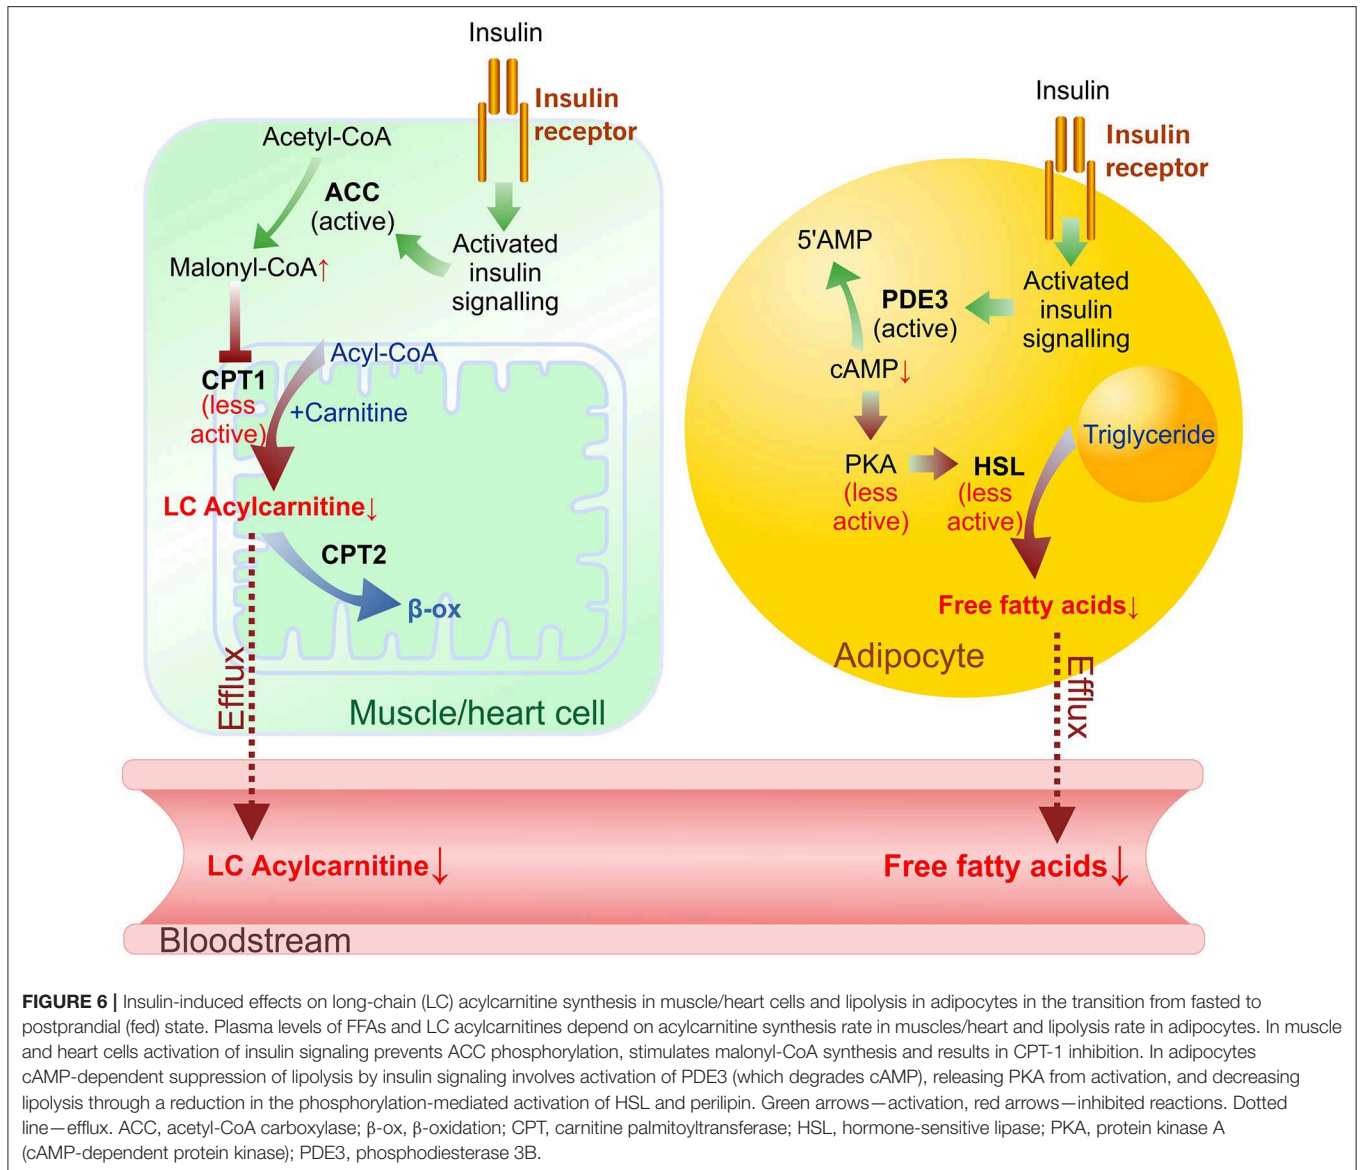 Insulin
Insulin
receptor
Acetyl-CoA
ACC
(active)
Malonyl-CoA↑
Activated
insulin
signalling
Acyl-CoA
CPT1
(less
active)
+Carnitine
LC Acylcarnitine↓
CPT2
β-ox
Efflux
Muscle/heart cell
Insulin
Insulin
receptor
5'AMP
PDE3
(active)
Activated
insulin
signalling
cAMP↓
Triglyceride
PKA
(less
active)
HSL
(less
active)
Free fatty acids↓
Adipocyte
Efflux
LC Acylcarnitine↓
Free fatty acids↓
Bloodstream
FIGURE 6 | Insulin-induced effects on long-chain (LC) acylcarnitine synthesis in muscle/heart cells and lipolysis in adipocytes in the transition from fasted to
postprandial (fed) state. Plasma levels of FFAs and LC acylcarnitines depend on acylcarnitine synthesis rate in muscles/heart and lipolysis rate in adipocytes. In muscle
and heart cells activation of insulin signaling prevents ACC phosphorylation, stimulates malonyl-CoA synthesis and results in CPT-1 inhibition. In adipocytes
cAMP-dependent suppression of lipolysis by insulin signaling involves activation of PDE3 (which degrades cAMP), releasing PKA from activation, and decreasing
lipolysis through a reduction in the phosphorylation-mediated activation of HSL and perilipin. Green arrows—activation, red arrows—inhibited reactions. Dotted
line—efflux. ACC, acetyl-CoA carboxylase; β-ox, β-oxidation; CPT, carnitine palmitoyltransferase; HSL, hormone-sensitive lipase; PKA, protein kinase A
(cAMP-dependent protein kinase); PDE3, phosphodiesterase 3B.